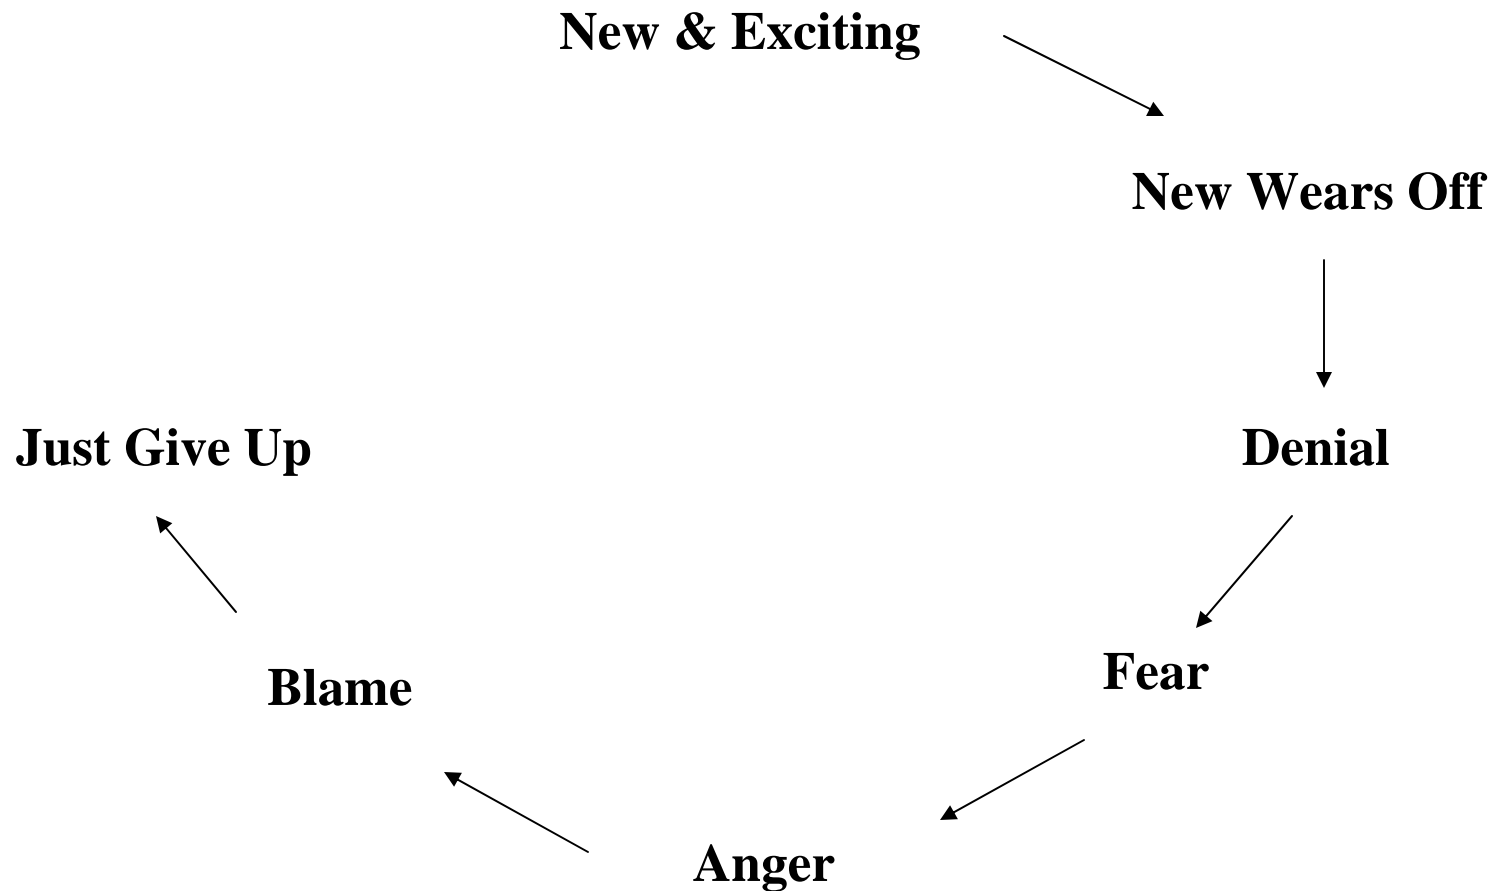 New & Exciting
New Wears Off
Denial
Fear
Anger
Blame
Just Give Up